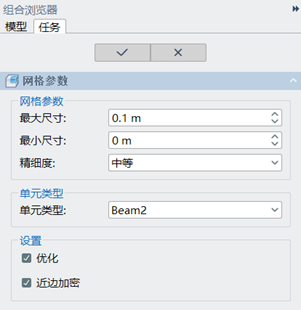 组合浏览器
模型 任务
网格参数
网格参数
最大尺寸: 0.1 m
最小尺寸: 0 m
精细度: 中等
单元类型
单元类型: Beam2
设置
优化
近边加密